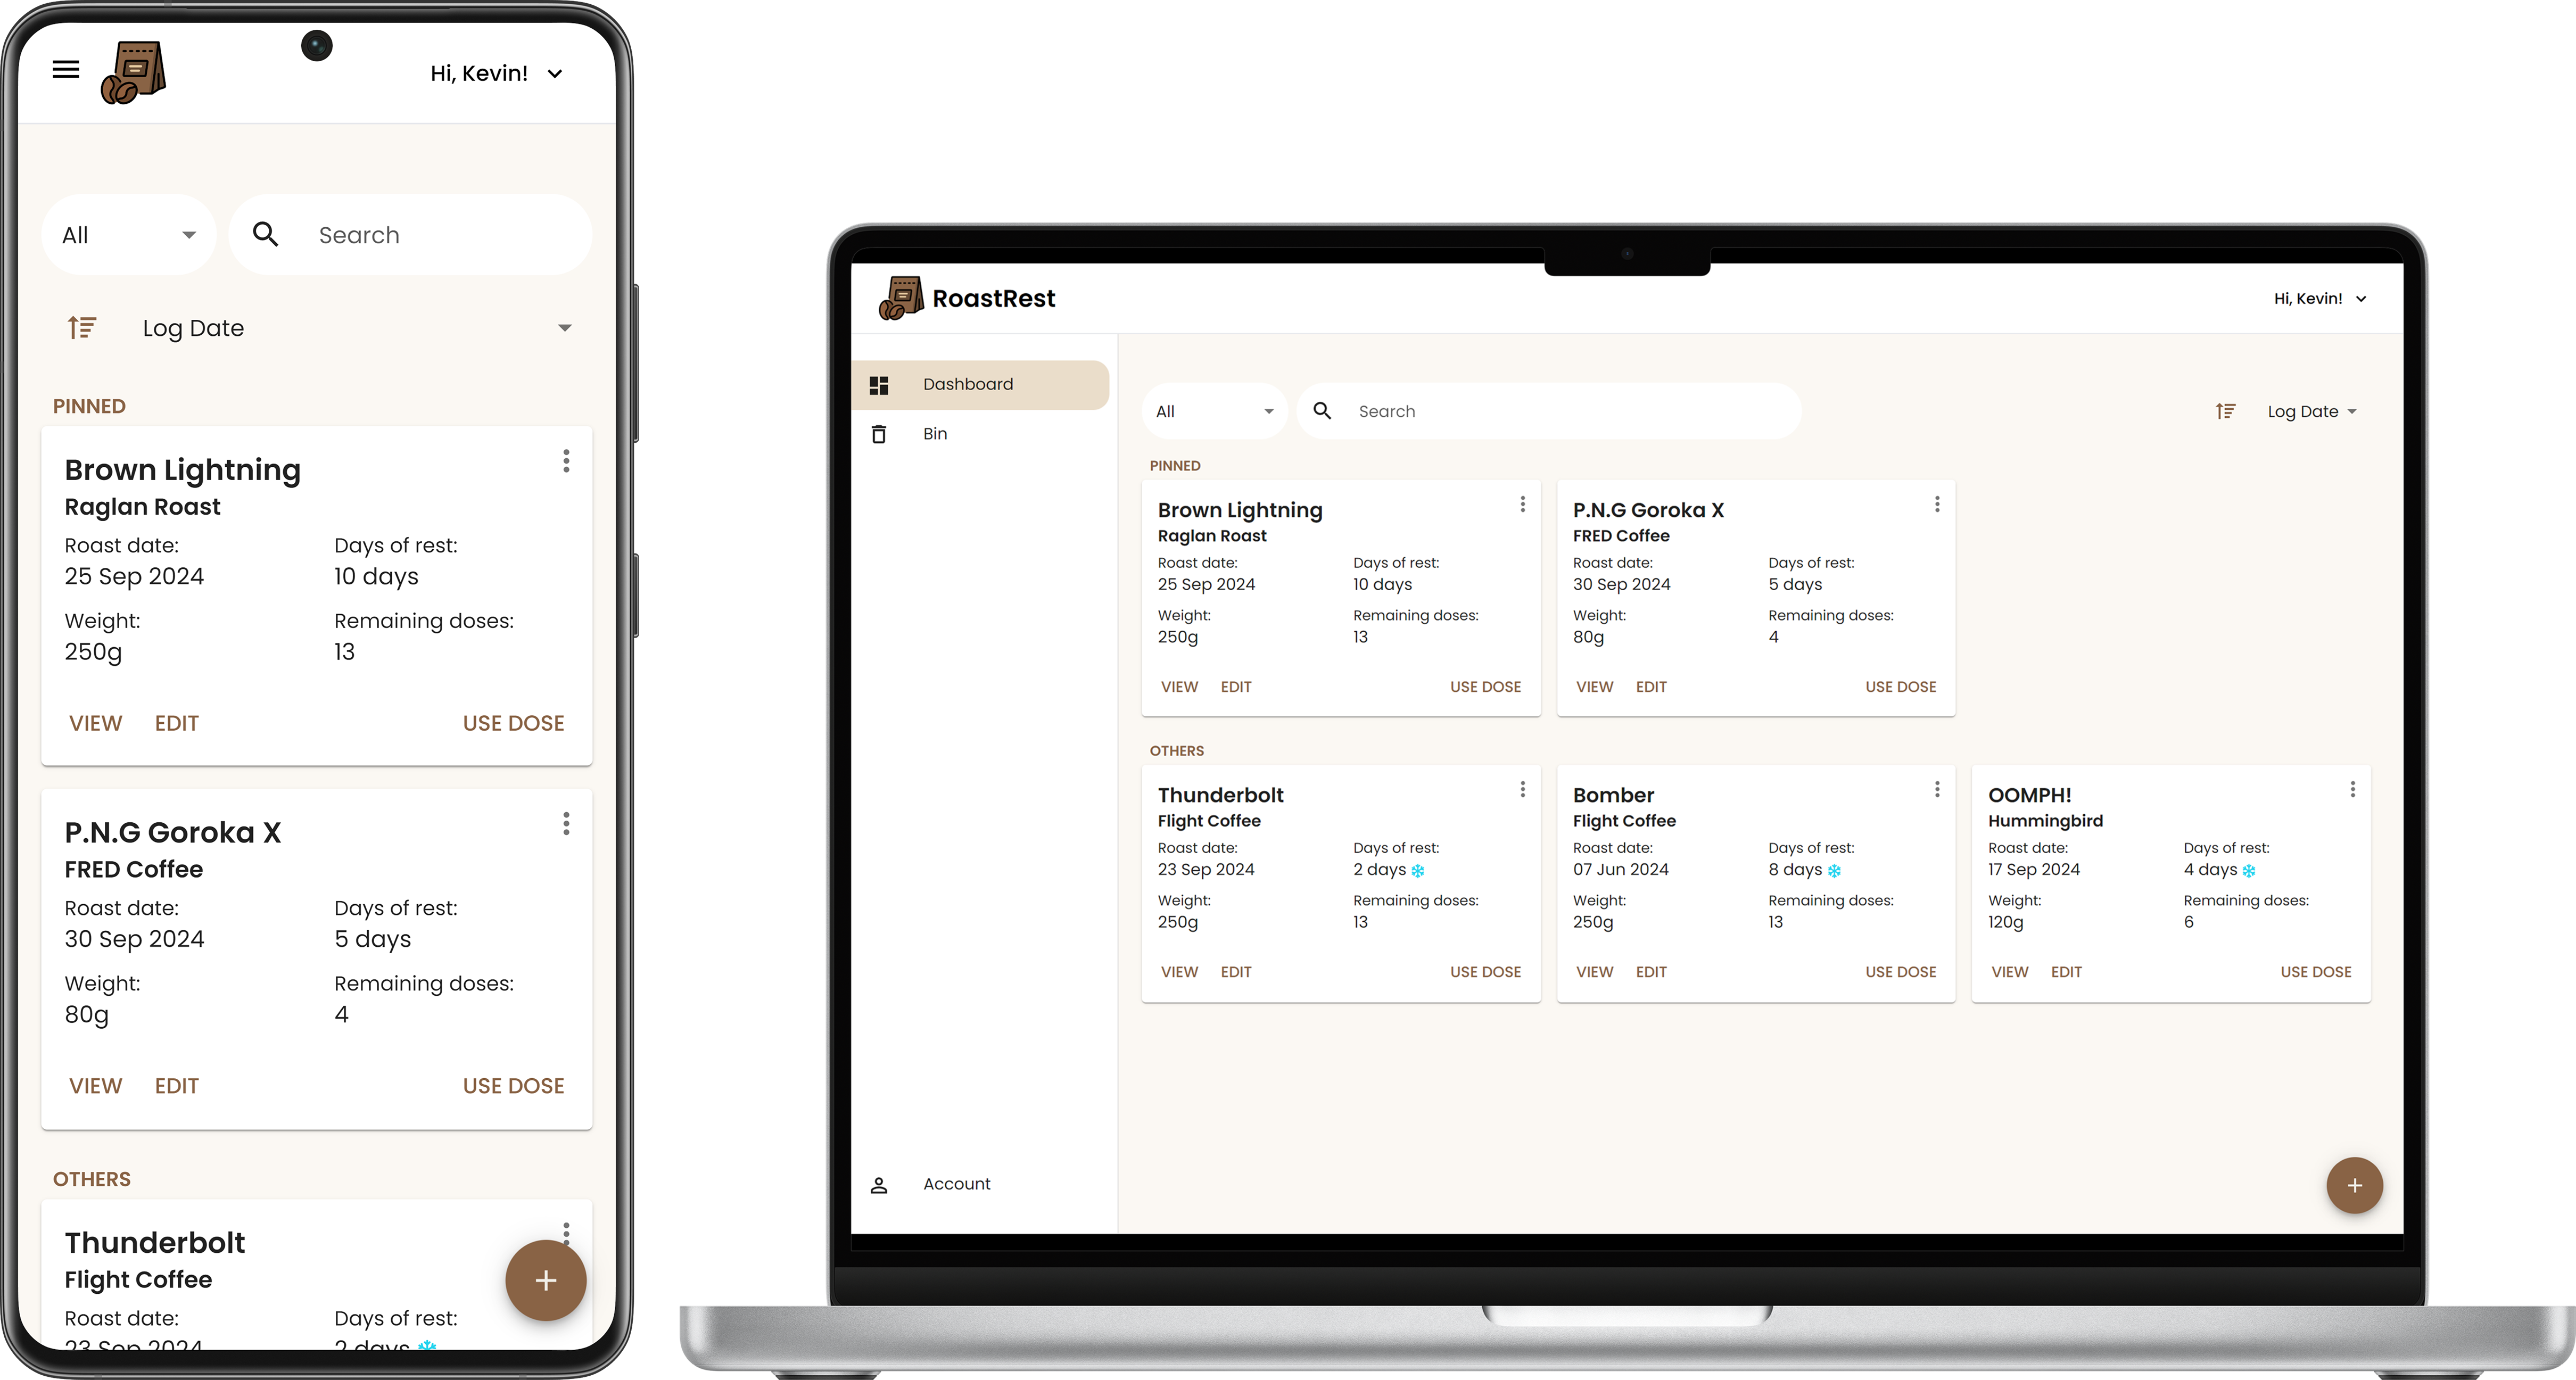 Hi, Kevin!
All
Search
Log Date
PINNED
Brown Lightning
Raglan Roast
Roast date:
Days of rest:
25 Sep 2024
10 days
Weight:
Remaining doses:
250g
13
VIEW
EDIT
USE DOSE
P.N.G Goroka X
FRED Coffee
Roast date:
Days of rest:
30 Sep 2024
5 days
Weight:
Remaining doses:
80g
4
VIEW
EDIT
USE DOSE
OTHERS
Thunderbolt
Flight Coffee
Roast date:
Days of rest:
23 Sep 2024
2 days
RoastRest
Hi, Kevin!
Dashboard
Bin
Account
All
Search
Log Date
PINNED
Brown Lightning
Raglan Roast
Roast date:
Days of rest:
25 Sep 2024
10 days
Weight:
Remaining doses:
250g
13
VIEW
EDIT
USE DOSE
P.N.G Goroka X
FRED Coffee
Roast date:
Days of rest:
30 Sep 2024
5 days
Weight:
Remaining doses:
80g
4
VIEW
EDIT
USE DOSE
OTHERS
Thunderbolt
Flight Coffee
Roast date:
Days of rest:
23 Sep 2024
2 days
Weight:
Remaining doses:
250g
13
VIEW
EDIT
USE DOSE
Bomber
Flight Coffee
Roast date:
Days of rest:
07 Jun 2024
8 days
Weight:
Remaining doses:
250g
13
VIEW
EDIT
USE DOSE
OOMPH!
Hummingbird
Roast date:
Days of rest:
17 Sep 2024
4 days
Weight:
Remaining doses:
120g
6
VIEW
EDIT
USE DOSE